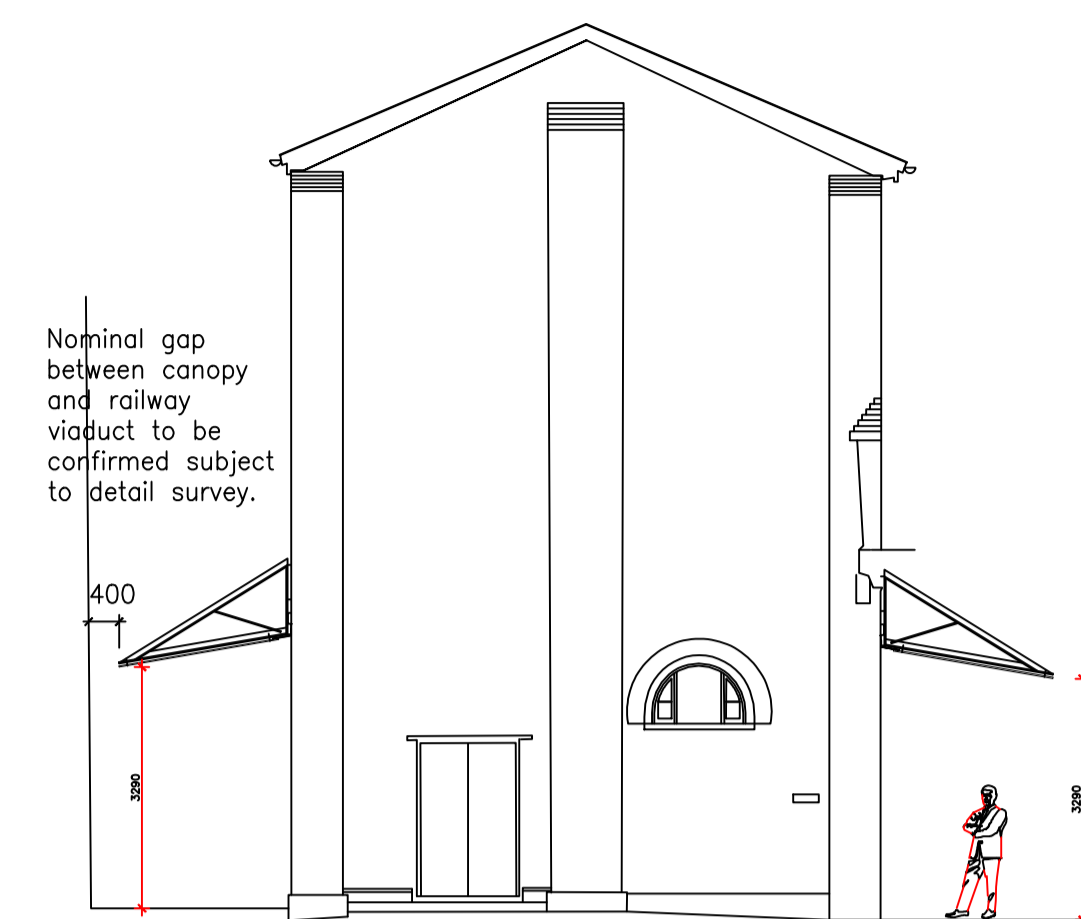 Nominal gap
between canopy
and railway
viaduct to be
confirmed subject
to detail survey.
400
3290
3290